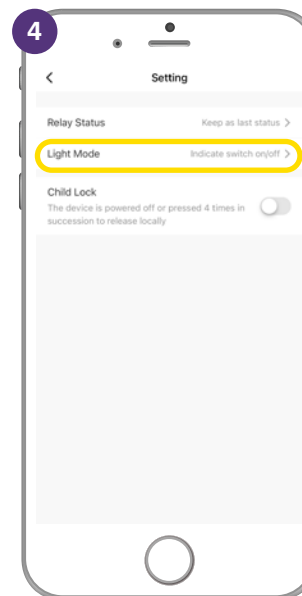 4
Setting
Relay Status Keep as last status >
Light Mode Indicate switch on/off >
Child Lock
The device is powered off or pressed 4 times in
succession to release locally